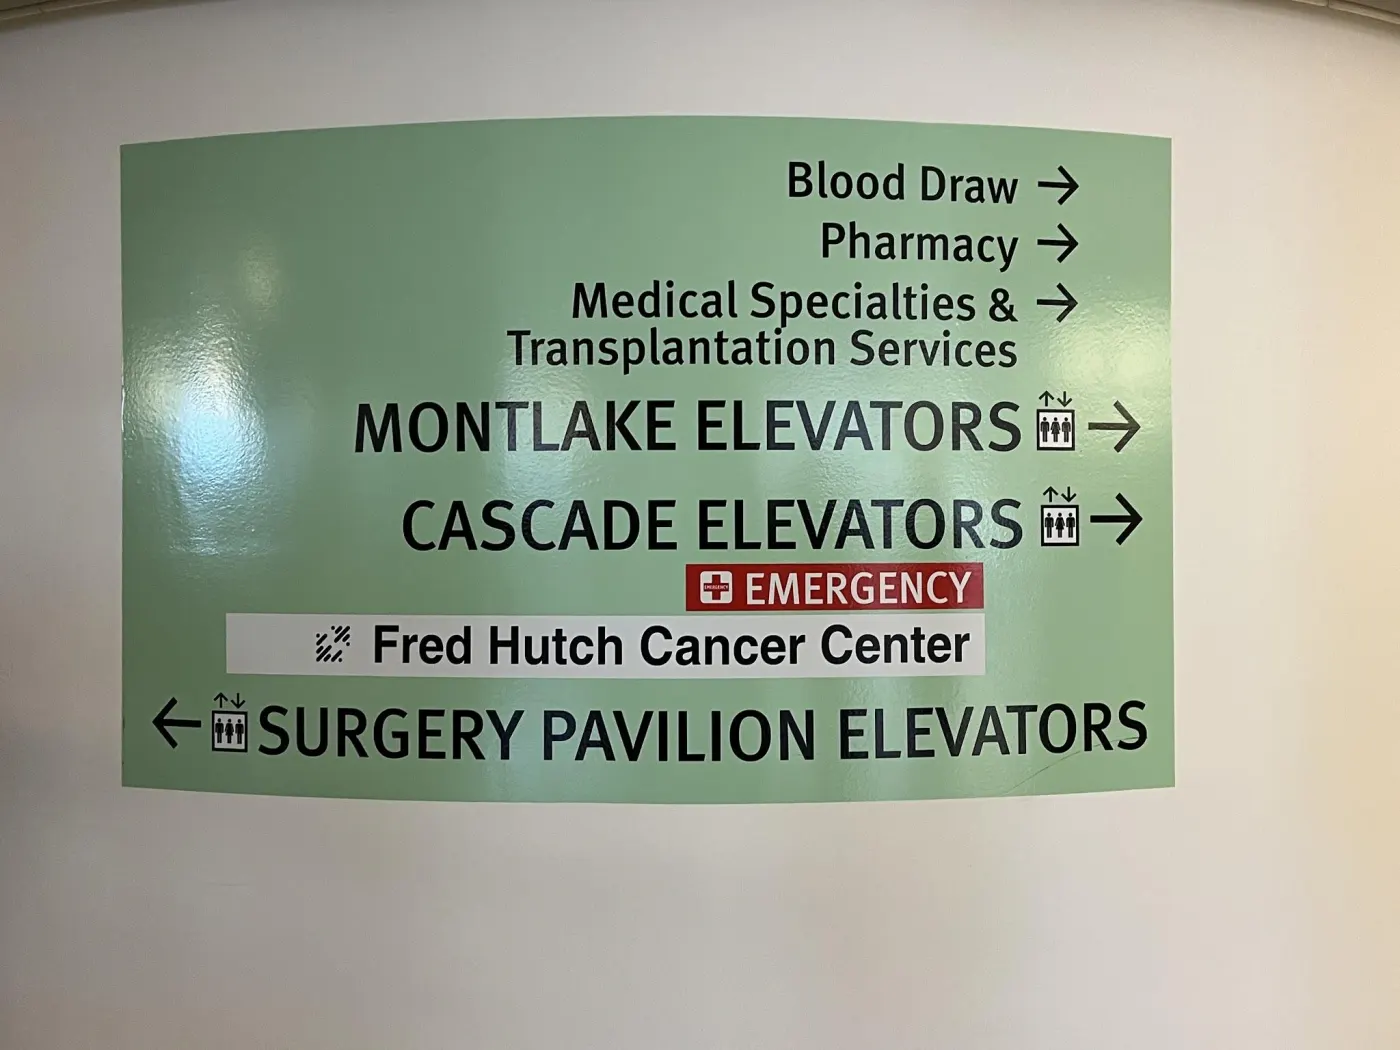 Blood Draw →
Pharmacy →
Medical Specialties & →
Transplantation Services
MONTLAKE ELEVATORS →
CASCADE ELEVATORS →
EMERGENCY
Fred Hutch Cancer Center
← SURGERY PAVILION ELEVATORS